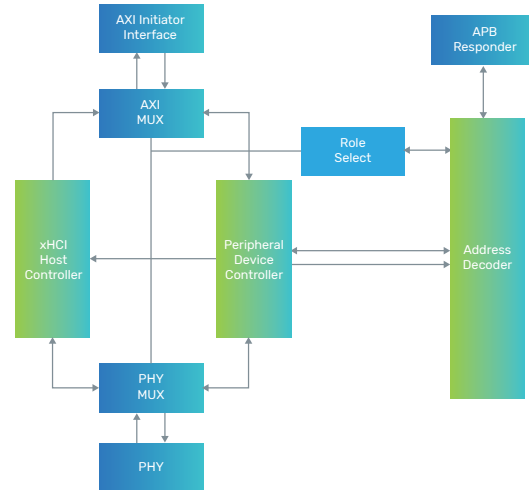 AXI Initiator
Interface
APB
Responder
AXI
MUX
Role
Select
xHCI
Host
Controller
Peripheral
Device
Controller
Address
Decoder
PHY
MUX
PHY